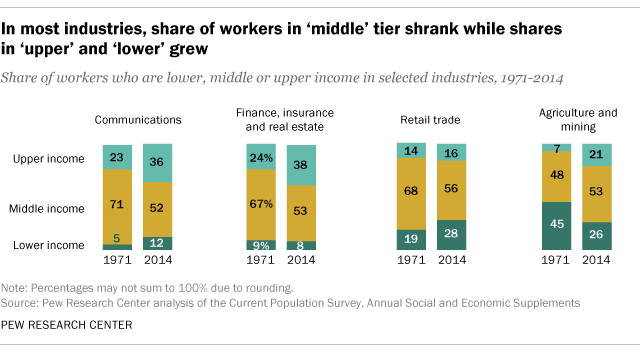 In most industries, share of workers in ‘middle’ tier shrank while shares
in ‘upper’ and ‘lower’ grew
Share of workers who are lower, middle or upper income in selected industries, 1971-2014
Communications
Finance, insurance
and real estate
Retail trade
Agriculture and
mining
Upper income 23 36 24% 38 14 16 7 21
Middle income 71 52 67% 53 68 56 48 53
Lower income 5 12 9% 8 19 28 45 26
1971 2014 1971 2014 1971 2014 1971 2014
Note: Percentages may not sum to 100% due to rounding.
Source: Pew Research Center analysis of the Current Population Survey, Annual Social and Economic Supplements
PEW RESEARCH CENTER